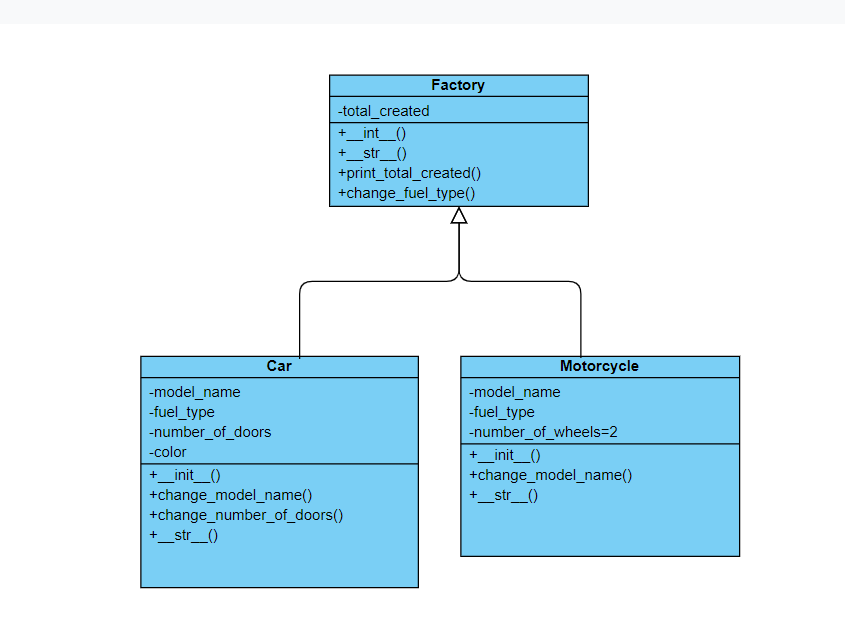 Factory
-total_created
+__int__()
+__str__()
+print_total_created()
+change_fuel_type()
Car
-model_name
-fuel_type
-number_of_doors
-color
+__init__()
+change_model_name()
+change_number_of_doors()
+__str__()
Motorcycle
-model_name
-fuel_type
-number_of_wheels=2
+__init__()
+change_model_name()
+__str__()